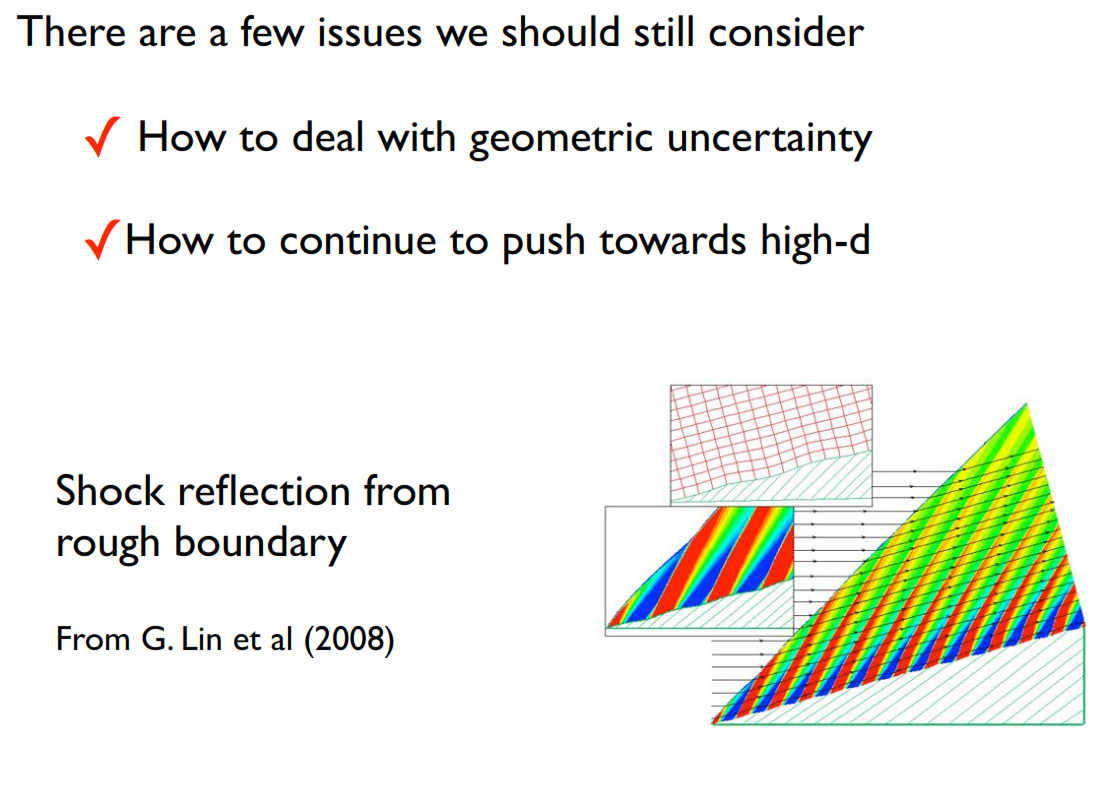 There are a few issues we should still consider
✓ How to deal with geometric uncertainty
✓ How to continue to push towards high-d
Shock reflection from
rough boundary
From G. Lin et al (2008)